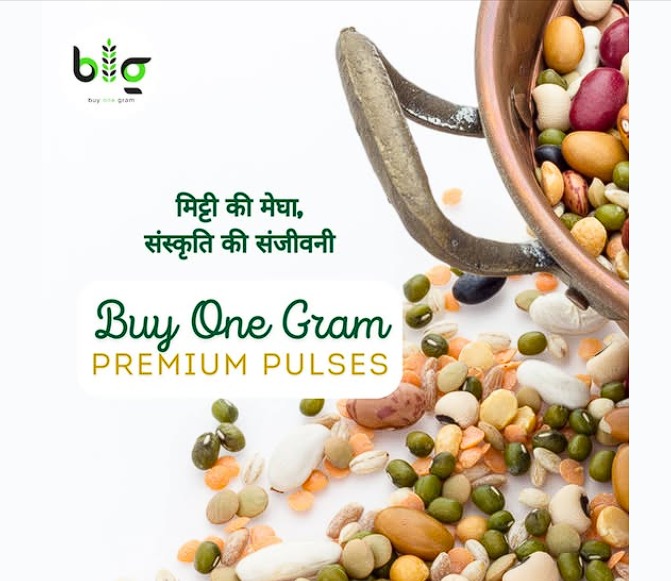 big
buy one gram
मिट्टी की मेघा,
संस्कृति की संजीवनी
Buy One Gram
PREMIUM PULSES